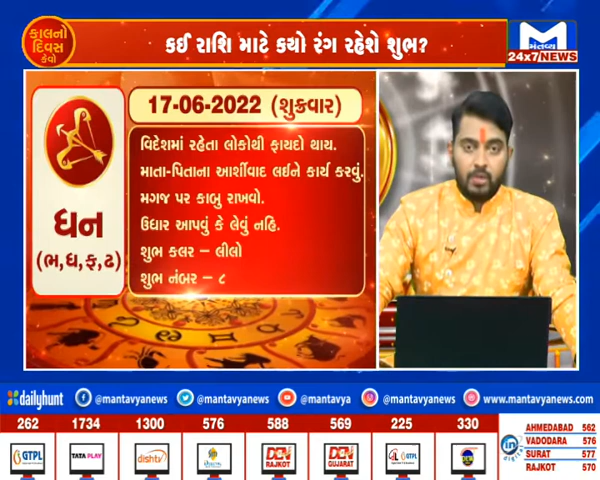 કાલનો
દિવસ
કેવો
કઈ રાશિ માટે કયો રંગ રહેશે શુભ?
મંતવ્ય
24x7 NEWS
17-06-2022 (શુક્રવાર)
વિદેશમાં રહેતા લોકોથી ફાયદો થાય.
માતા-પિતાના આર્શીવાદ લઈને કાર્ય કરવું.
મગજ પર કાબુ રાખવો.
ઉધાર આપવું કે લેવું નહિ.
શુભ કલર – લીલો
શુભ નંબર – ૮
ધન
(ભ,ધ,ફ,ઢ)
dailyhunt
@mantavyanews
@mantavyanews
@mantavya
@mantavyanews
www.mantavyanews.com
262 1734 1300 576 588 569 225 330
GTPL
TATA PLAY
dishtv
DEN RAJKOT
DEN GUJARAT
in digital
AHMEDABAD 562
VADODARA 576
SURAT 577
RAJKOT 570